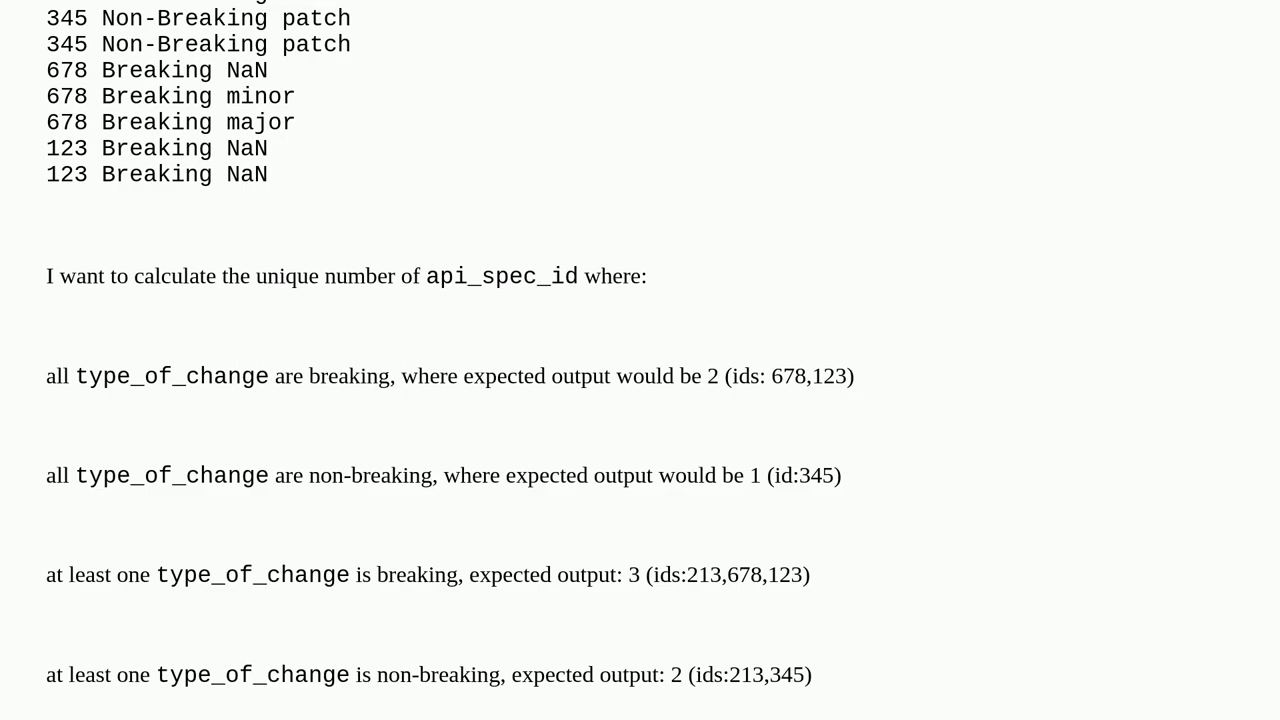 345 Non-Breaking patch
345 Non-Breaking patch
678 Breaking NaN
678 Breaking minor
678 Breaking major
123 Breaking NaN
123 Breaking NaN
I want to calculate the unique number of api_spec_id where:
all type_of_change are breaking, where expected output would be 2 (ids: 678,123)
all type_of_change are non-breaking, where expected output would be 1 (id:345)
at least one type_of_change is breaking, expected output: 3 (ids:213,678,123)
at least one type_of_change is non-breaking, expected output: 2 (ids:213,345)